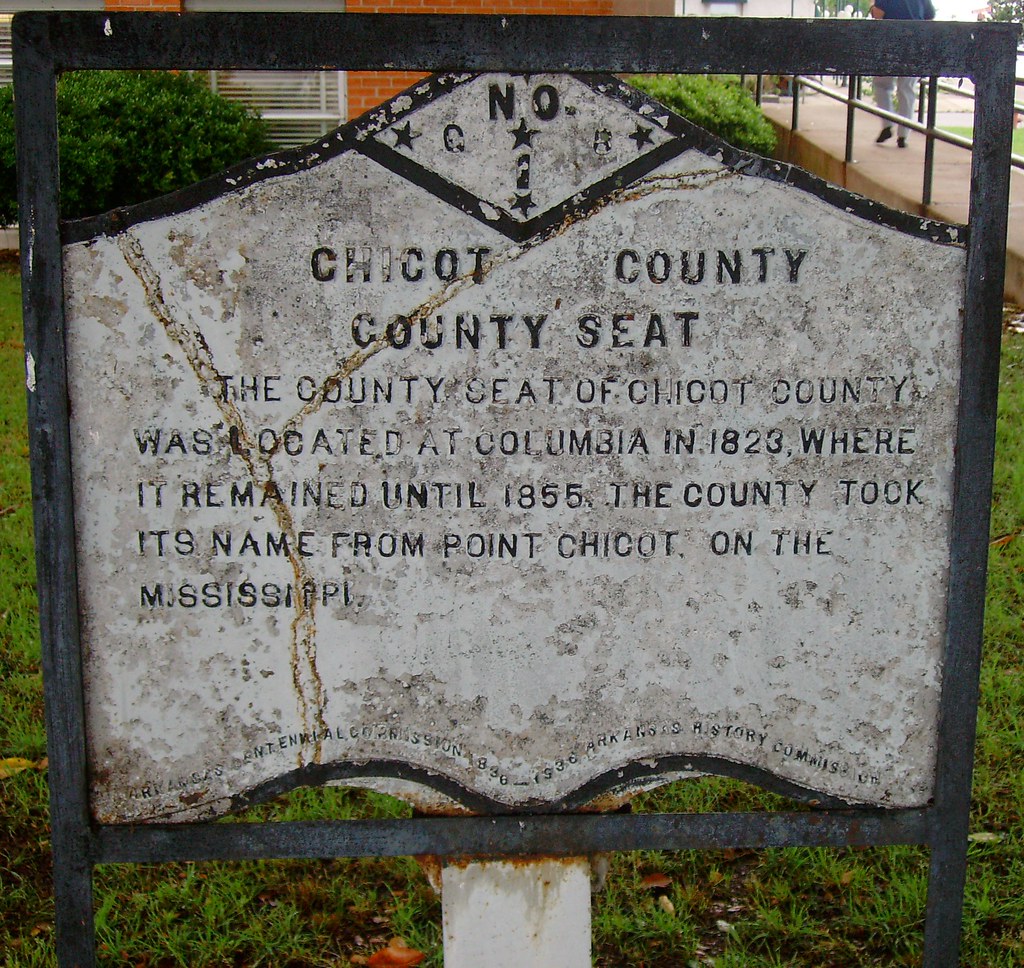 NO.
2
CHICOT COUNTY
COUNTY SEAT
THE COUNTY SEAT OF CHICOT COUNTY
WAS LOCATED AT COLUMBIA IN 1823, WHERE
IT REMAINED UNTIL 1855. THE COUNTY TOOK
ITS NAME FROM POINT CHICOT, ON THE
MISSISSIPPI.
ARKANSAS CENTENNIAL COMMISSION 1836-1936 ARKANSAS HISTORY COMMISSION